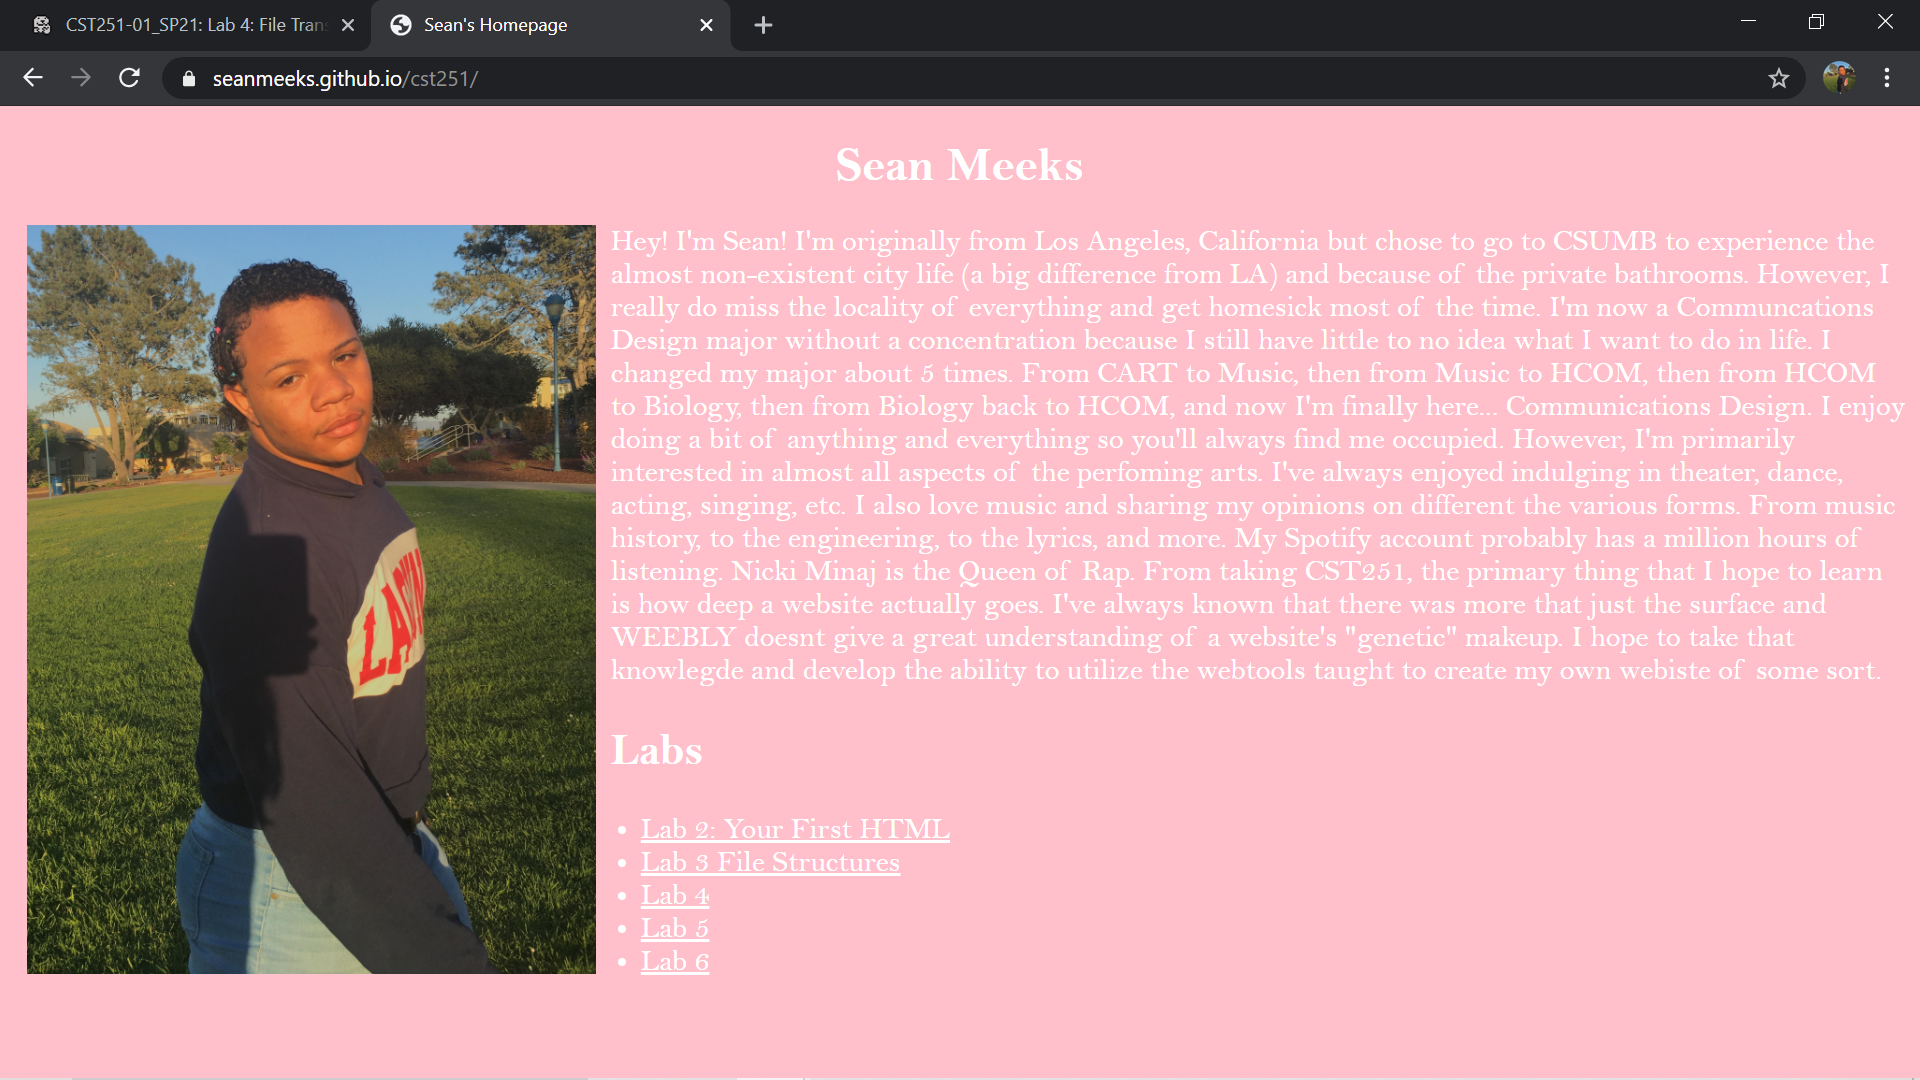 CST251-01_SP21: Lab 4: File Trans
Sean's Homepage
seanmeeks.github.io/cst251/
Sean Meeks
Hey! I'm Sean! I'm originally from Los Angeles, California but chose to go to CSUMB to experience the
almost non-existent city life (a big difference from LA) and because of the private bathrooms. However, I
really do miss the locality of everything and get homesick most of the time. I'm now a Communcations
Design major without a concentration because I still have little to no idea what I want to do in life. I
changed my major about 5 times. From CART to Music, then from Music to HCOM, then from HCOM
to Biology, then from Biology back to HCOM, and now I'm finally here... Communications Design. I enjoy
doing a bit of anything and everything so you'll always find me occupied. However, I'm primarily
interested in almost all aspects of the perfoming arts. I've always enjoyed indulging in theater, dance,
acting, singing, etc. I also love music and sharing my opinions on different the various forms. From music
history, to the engineering, to the lyrics, and more. My Spotify account probably has a million hours of
listening. Nicki Minaj is the Queen of Rap. From taking CST251, the primary thing that I hope to learn
is how deep a website actually goes. I've always known that there was more that just the surface and
WEEBLY doesnt give a great understanding of a website's "genetic" makeup. I hope to take that
knowlegde and develop the ability to utilize the webtools taught to create my own webiste of some sort.
Labs
Lab 2: Your First HTML
Lab 3 File Structures
Lab 4
Lab 5
Lab 6